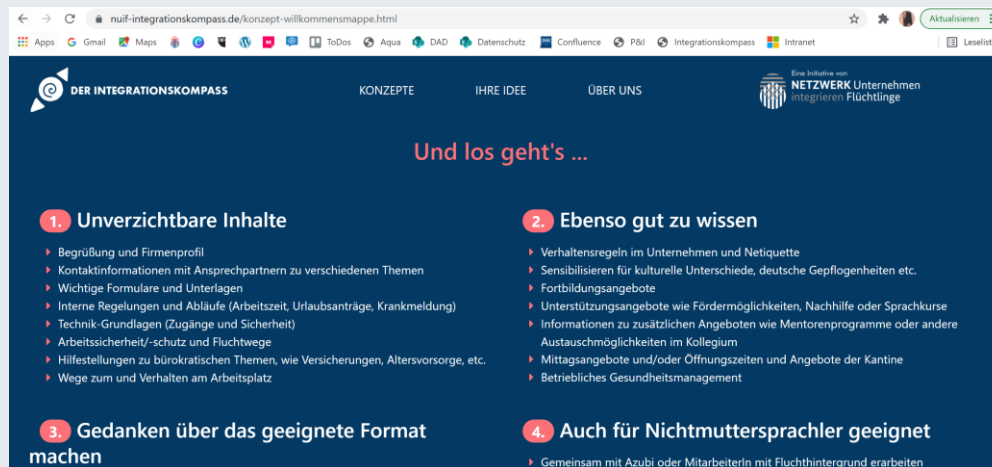 nuif-integrationskompass.de/konzept-willkommensmappe.html
Aktualisieren
Apps Gmail Maps ToDos Aqua DAD Datenschutz Confluence P&I Integrationskompass Intranet Leselist
DER INTEGRATIONSKOMPASS
KONZEPTE IHRE IDEE ÜBER UNS
Eine Initiative von
NETZWERK Unternehmen
integrieren Flüchtlinge
Und los geht's ...
1. Unverzichtbare Inhalte
Begrüßung und Firmenprofil
Kontaktinformationen mit Ansprechpartnern zu verschiedenen Themen
Wichtige Formulare und Unterlagen
Interne Regelungen und Abläufe (Arbeitszeit, Urlaubsanträge, Krankmeldung)
Technik-Grundlagen (Zugänge und Sicherheit)
Arbeitssicherheit/-schutz und Fluchtwege
Hilfestellungen zu bürokratischen Themen, wie Versicherungen, Altersvorsorge, etc.
Wege zum und Verhalten am Arbeitsplatz
2. Ebenso gut zu wissen
Verhaltensregeln im Unternehmen und Netiquette
Sensibilisieren für kulturelle Unterschiede, deutsche Gepflogenheiten etc.
Fortbildungsangebote
Unterstützungsangebote wie Fördermöglichkeiten, Nachhilfe oder Sprachkurse
Informationen zu zusätzlichen Angeboten wie Mentorenprogramme oder andere
Austauschmöglichkeiten im Kollegium
Mittagsangebote und/oder Öffnungszeiten und Angebote der Kantine
Betriebliches Gesundheitsmanagement
3. Gedanken über das geeignete Format
machen
4. Auch für Nichtmuttersprachler geeignet
Gemeinsam mit Azubi oder MitarbeiterIn mit Fluchthintergrund erarbeiten